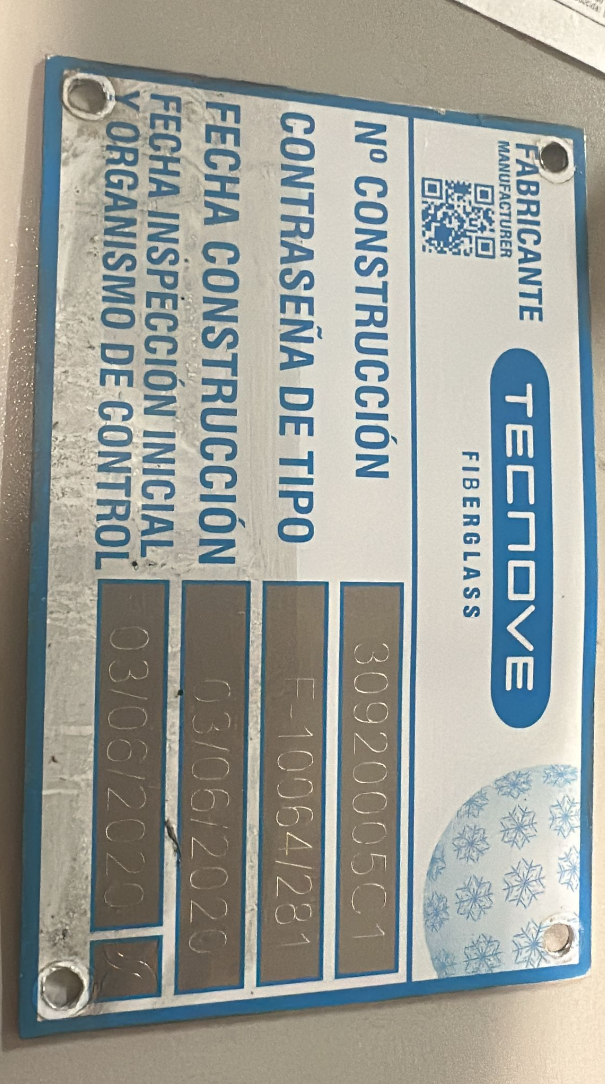 FABRICANTE
MANUFACTURER
TECNOVE
FIBERGLASS
Nº CONSTRUCCIÓN 30920005C1
CONTRASEÑA DE TIPO F-10064/281
FECHA CONSTRUCCIÓN 03/06/2020
FECHA INSPECCIÓN INICIAL
Y ORGANISMO DE CONTROL 03/06/2020